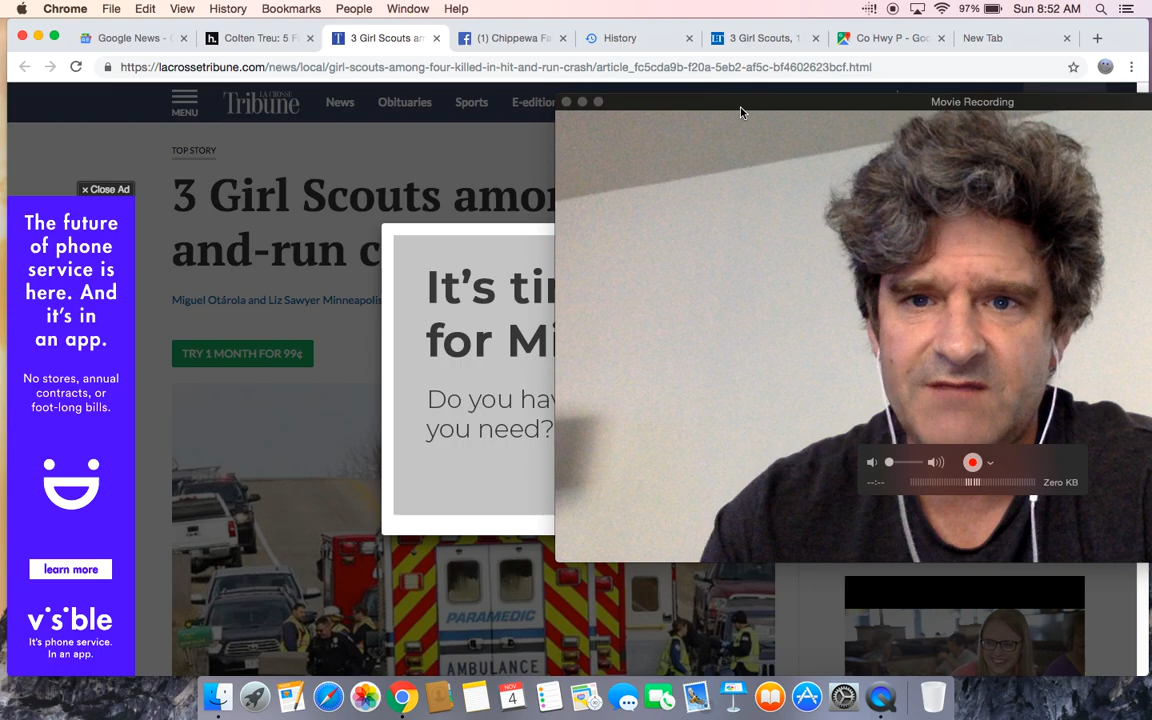 Chrome File Edit View History Bookmarks People Window Help 97% Sun 8:52 AM
Google News - Colten Treu: 5 F 3 Girl Scouts am (1) Chippewa Fa History 3 Girl Scouts, 1 Co Hwy P - Goo New Tab
https://lacrossetribune.com/news/local/girl-scouts-among-four-killed-in-hit-and-run-crash/article_fc5cda9b-f20a-5eb2-af5c-bf4602623bcf.html
MENU LA CROSSE Tribune News Obituaries Sports E-edition
Movie Recording
TOP STORY
3 Girl Scouts amo
and-run c
Miguel Otárola and Liz Sawyer Minneapolis
TRY 1 MONTH FOR 99¢
× Close Ad
The future
of phone
service is
here. And
it's in
an app.
No stores, annual
contracts, or
foot-long bills.
learn more
visible
It's phone service.
In an app.
It's ti
for Mi
Do you hav
you need?
--:-- Zero KB
PARAMEDIC
AMBULANCE
NOV
4